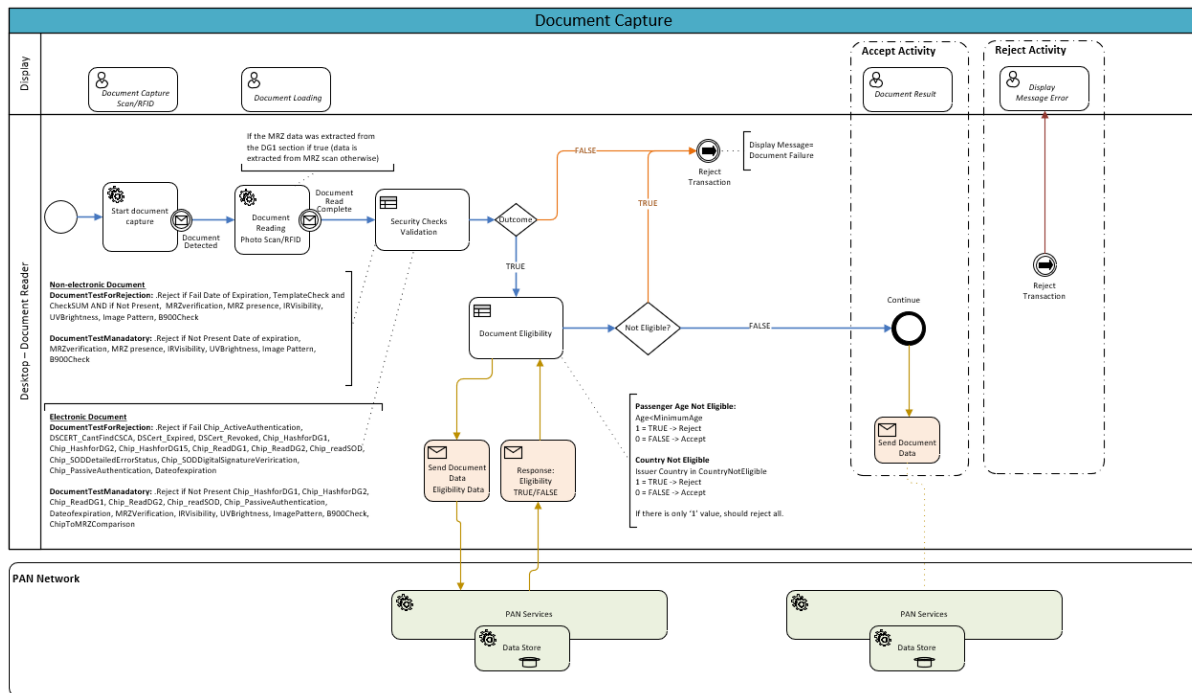 Document Capture
Display
Document Capture
Scan/RFID
Document Loading
Accept Activity
Document Result
Reject Activity
Display
Message Error
Desktop – Document Reader
If the MRZ data was extracted from
the DG1 section if true (data is
extracted from MRZ scan otherwise)
Start document
capture
Document
Detected
Document
Reading
Photo Scan/RFID
Document
Read
Complete
Security Checks
Validation
Outcome
FALSE
TRUE
Reject
Transaction
Display Message=
Document Failure
TRUE
Document Eligibility
Not Eligible?
FALSE
Continue
Reject
Transaction
Non-electronic Document
DocumentTestForRejection: .Reject if Fail Date of Expiration, TemplateCheck and
CheckSUM AND if Not Present,  MRZverification, MRZ presence, IRVisibility,
UVBrightness, Image Pattern, B900Check
DocumentTestManadatory: .Reject if Not Present Date of expiration,
MRZverification, MRZ presence, IRVisibility, UVBrightness, Image Pattern,
B900Check
Electronic Document
DocumentTestForRejection: .Reject if Fail Chip_ActiveAuthentication,
DSCERT_CantFindCSCA, DSCert_Expired, DSCert_Revoked, Chip_HashforDG1,
Chip_HashforDG2, Chip_HashforDG15, Chip_ReadDG1, Chip_ReadDG2, Chip_readSOD,
Chip_SODDetailedErrorStatus, Chip_SODDigitalSignatureVeririfcation,
Chip_PassiveAuthentication, Dateofexpiration
DocumentTestManadatory: .Reject if Not Present Chip_HashforDG1, Chip_HashforDG2,
Chip_ReadDG1, Chip_ReadDG2, Chip_readSOD, Chip_PassiveAuthentication,
Dateofexpiration, MRZVerification, IRVisibility, UVBrightness, ImagePattern, B900Check,
ChipToMRZComparison
Send Document
Data
Eligibility Data
Response:
Eligibility
TRUE/FALSE
Passenger Age Not Eligible:
Age<MinimumAge
1 = TRUE -> Reject
0 = FALSE -> Accept
Country Not Eligible
Issuer Country in CountryNotEligible
1 = TRUE -> Reject
0 = FALSE -> Accept
If there is only '1' value, should reject all.
Send Document
Data
PAN Network
PAN Services
Data Store
PAN Services
Data Store